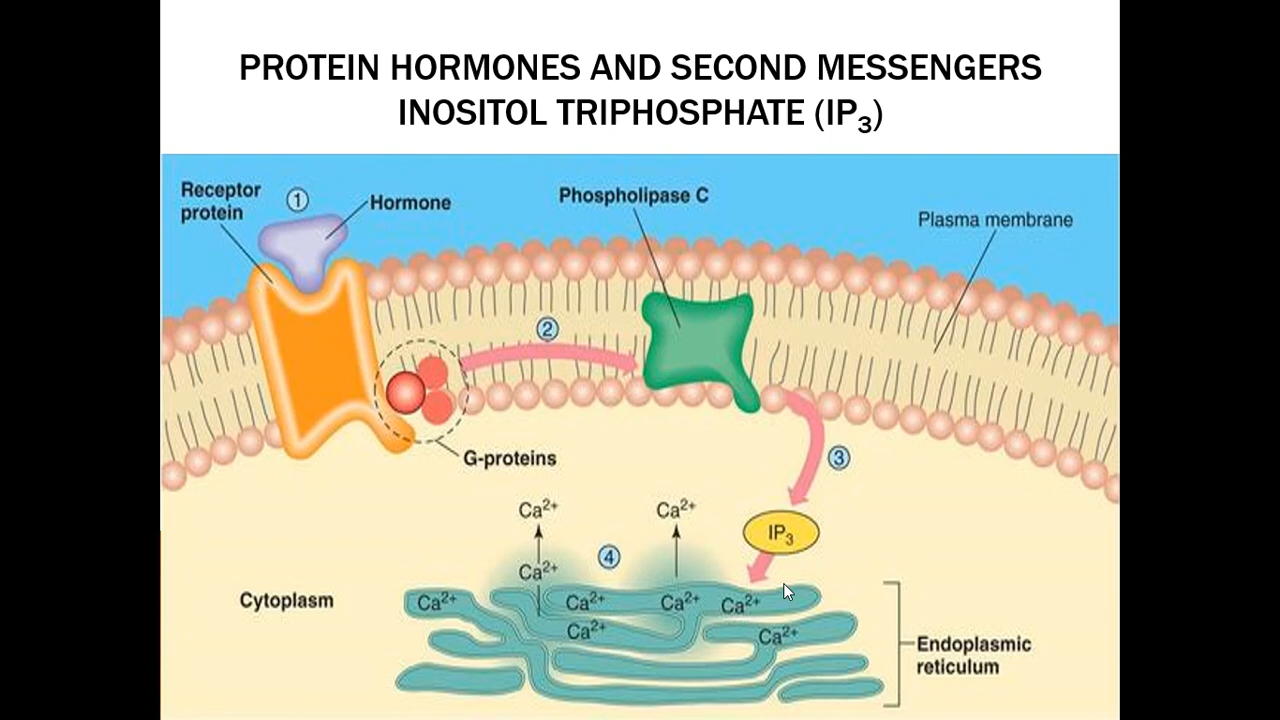 PROTEIN HORMONES AND SECOND MESSENGERS
INOSITOL TRIPHOSPHATE (IP₃)
Receptor
protein
1
Hormone
Phospholipase C
Plasma membrane
2
G-proteins
3
Ca²⁺
Ca²⁺
IP₃
4
Ca²⁺
Cytoplasm
Ca²⁺
Ca²⁺
Ca²⁺
Ca²⁺
Ca²⁺
Ca²⁺
Endoplasmic
reticulum